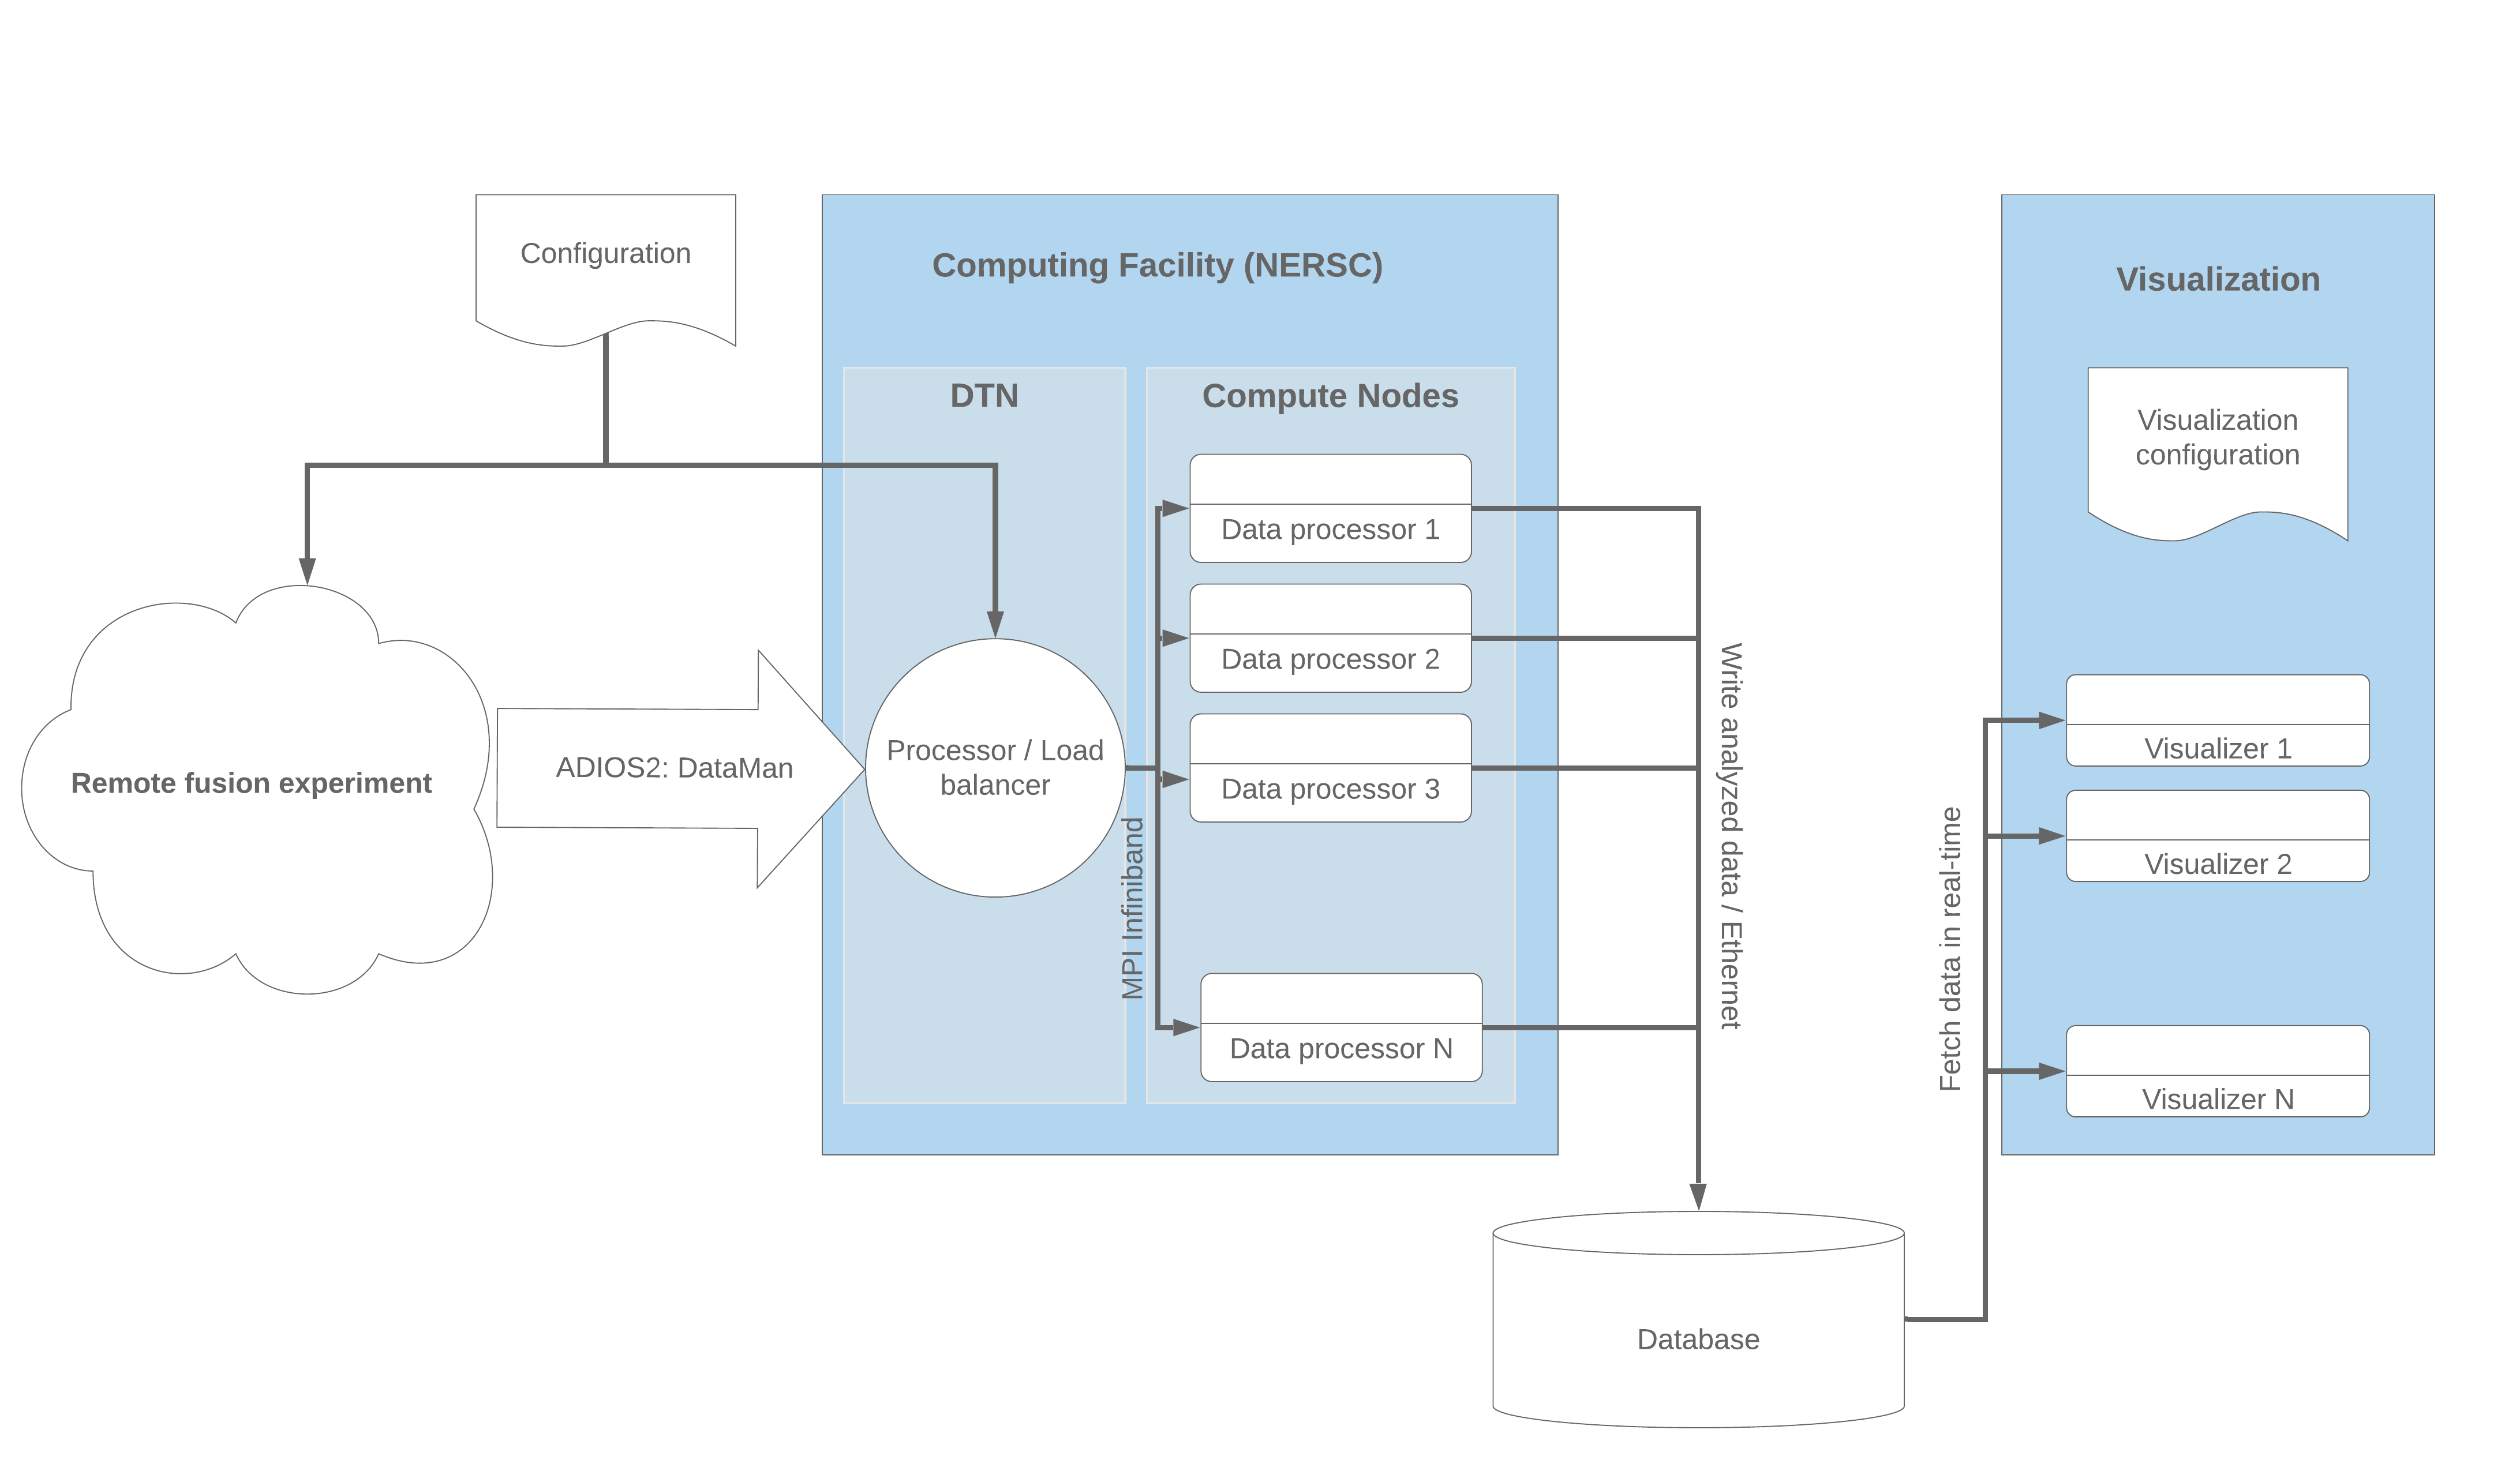 Configuration
Computing Facility (NERSC)
Visualization
DTN
Compute Nodes
Visualization
configuration
Data processor 1
Data processor 2
Data processor 3
Data processor N
Remote fusion experiment
ADIOS2: DataMan
Processor / Load
balancer
MPI Infiniband
Write analyzed data / Ethernet
Fetch data in real-time
Visualizer 1
Visualizer 2
Visualizer N
Database